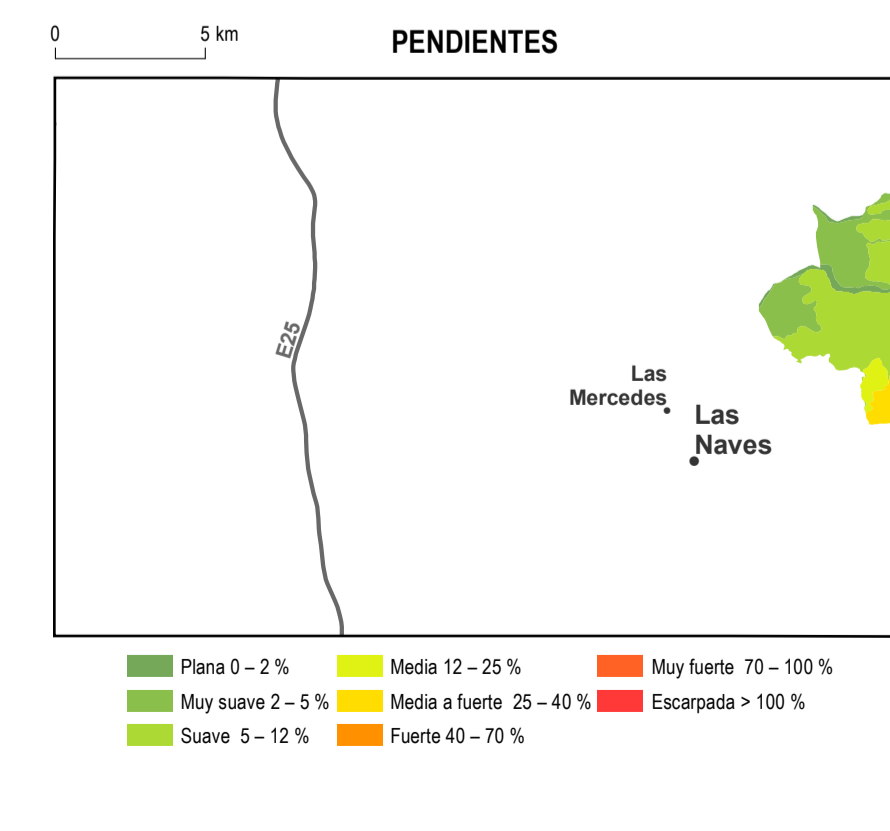 0 5 km
PENDIENTES
E25
Las
Mercedes
Las
Naves
Plana 0 – 2 %
Muy suave 2 – 5 %
Suave 5 – 12 %
Media 12 – 25 %
Media a fuerte 25 – 40 %
Fuerte 40 – 70 %
Muy fuerte 70 – 100 %
Escarpada > 100 %